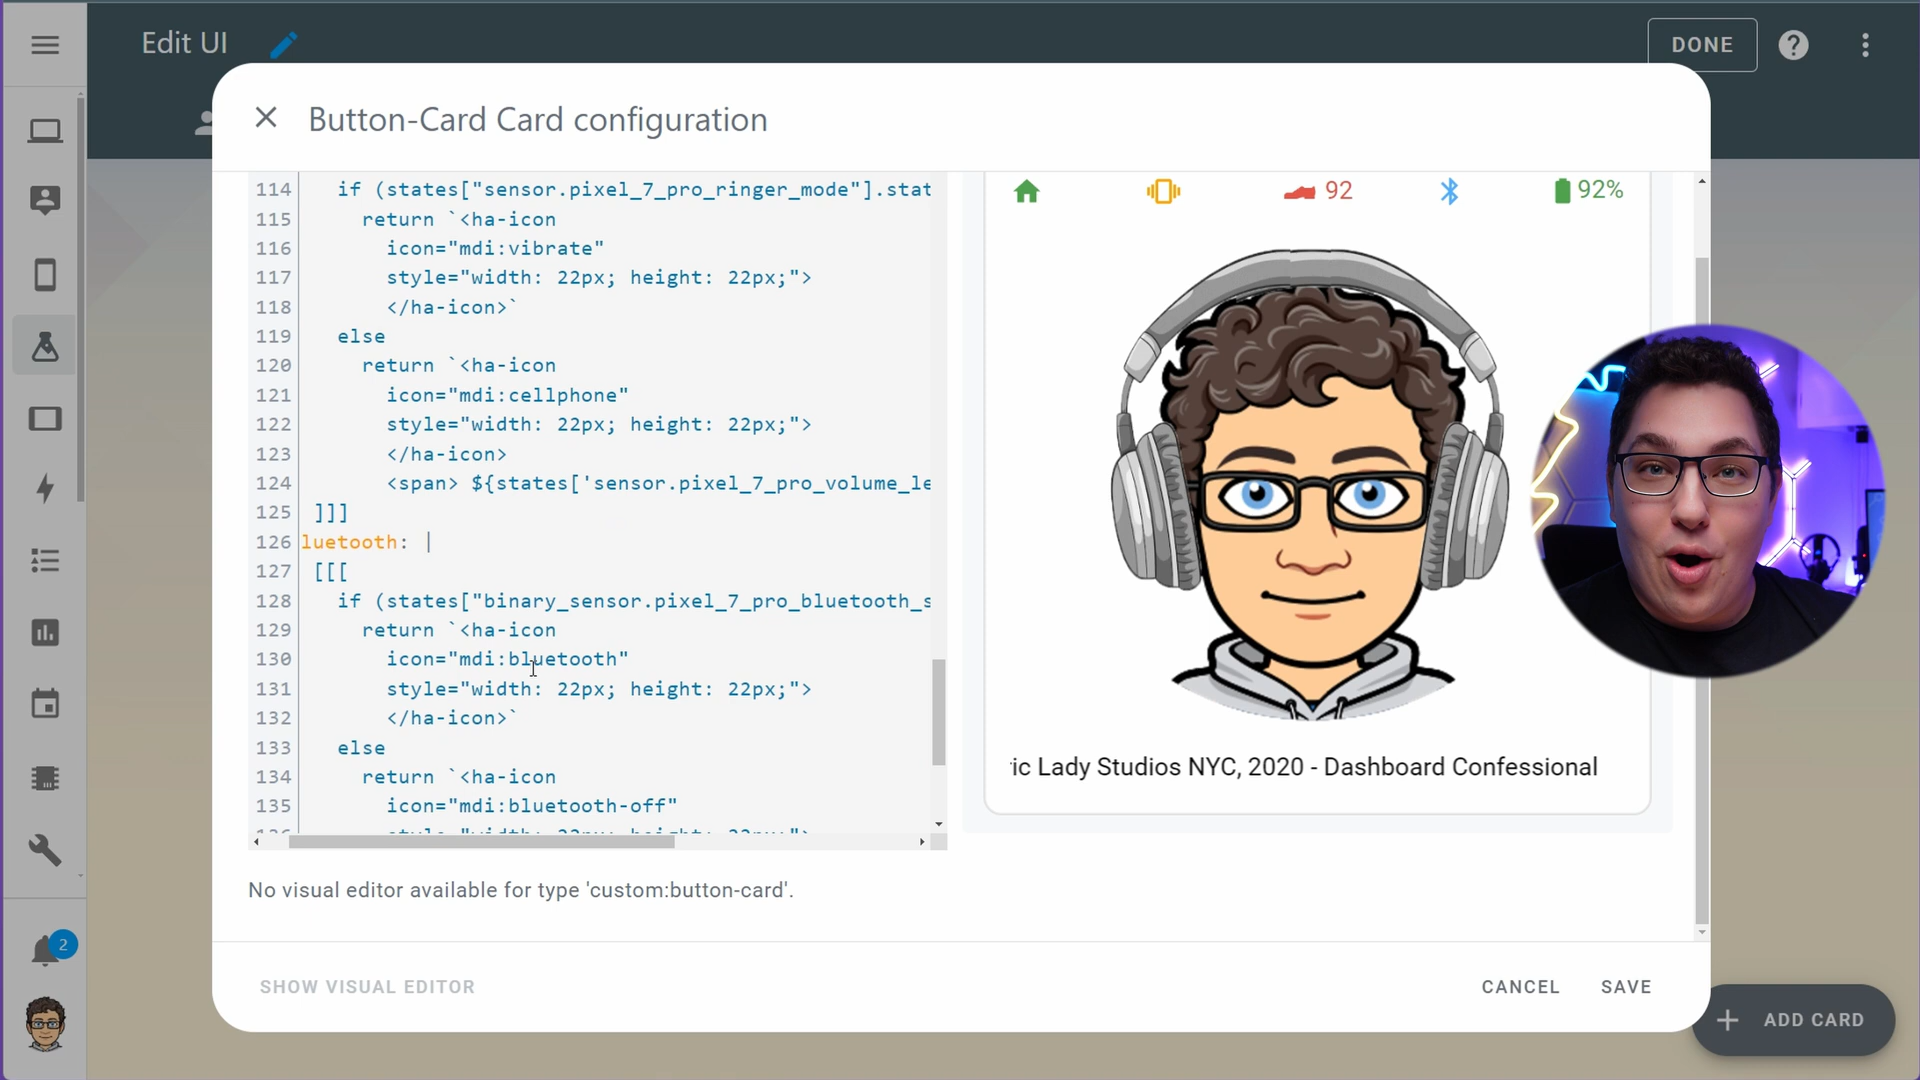 Edit UI
DONE
Button-Card Card configuration
114 if (states["sensor.pixel_7_pro_ringer_mode"].stat
115 return `<ha-icon
116 icon="mdi:vibrate"
117 style="width: 22px; height: 22px;">
118 </ha-icon>`
119 else
120 return `<ha-icon
121 icon="mdi:cellphone"
122 style="width: 22px; height: 22px;">
123 </ha-icon>
124 <span> ${states['sensor.pixel_7_pro_volume_le
125 ]]]
126 luetooth: |
127 [[[
128 if (states["binary_sensor.pixel_7_pro_bluetooth_s
129 return `<ha-icon
130 icon="mdi:bluetooth"
131 style="width: 22px; height: 22px;">
132 </ha-icon>`
133 else
134 return `<ha-icon
135 icon="mdi:bluetooth-off"
92
92%
ic Lady Studios NYC, 2020 - Dashboard Confessional
No visual editor available for type 'custom:button-card'.
SHOW VISUAL EDITOR
CANCEL
SAVE
2
ADD CARD